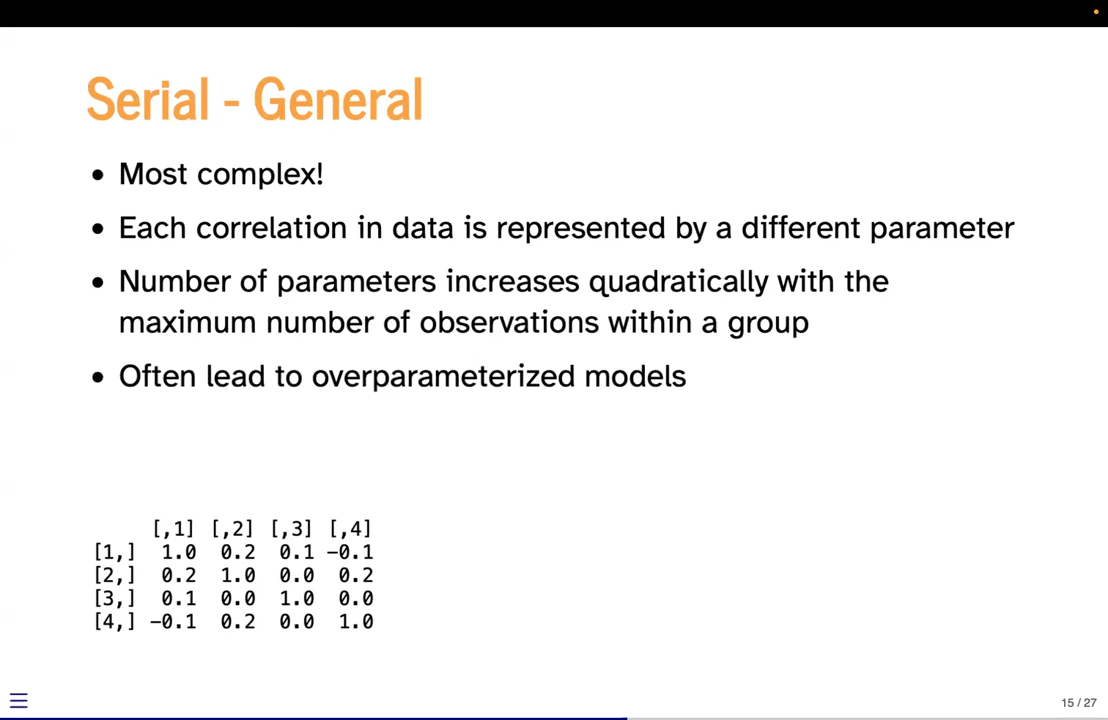 Serial - General
• Most complex!
• Each correlation in data is represented by a different parameter
• Number of parameters increases quadratically with the
maximum number of observations within a group
• Often lead to overparameterized models
[,1] [,2] [,3] [,4]
[1,] 1.0 0.2 0.1 -0.1
[2,] 0.2 1.0 0.0 0.2
[3,] 0.1 0.0 1.0 0.0
[4,] -0.1 0.2 0.0 1.0
15 / 27